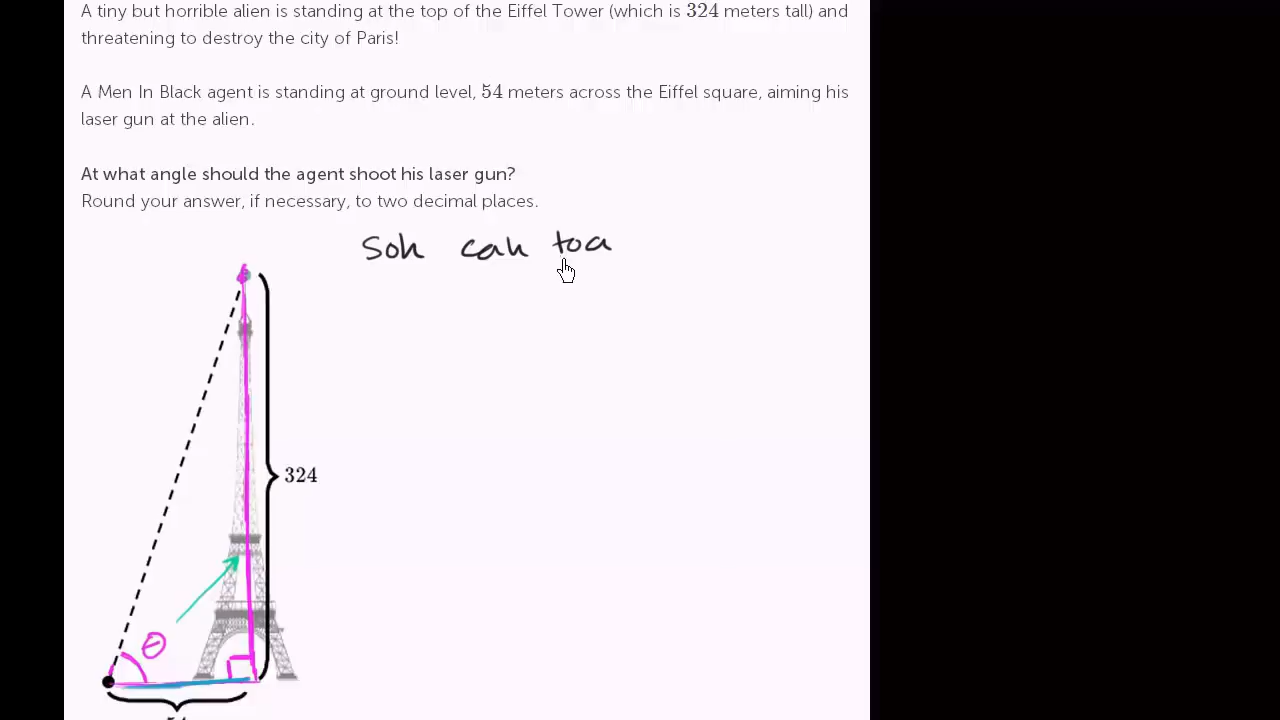 A tiny but horrible alien is standing at the top of the Eiffel Tower (which is 324 meters tall) and
threatening to destroy the city of Paris!
A Men In Black agent is standing at ground level, 54 meters across the Eiffel square, aiming his
laser gun at the alien.
At what angle should the agent shoot his laser gun?
Round your answer, if necessary, to two decimal places.
Soh cah toa
324
θ